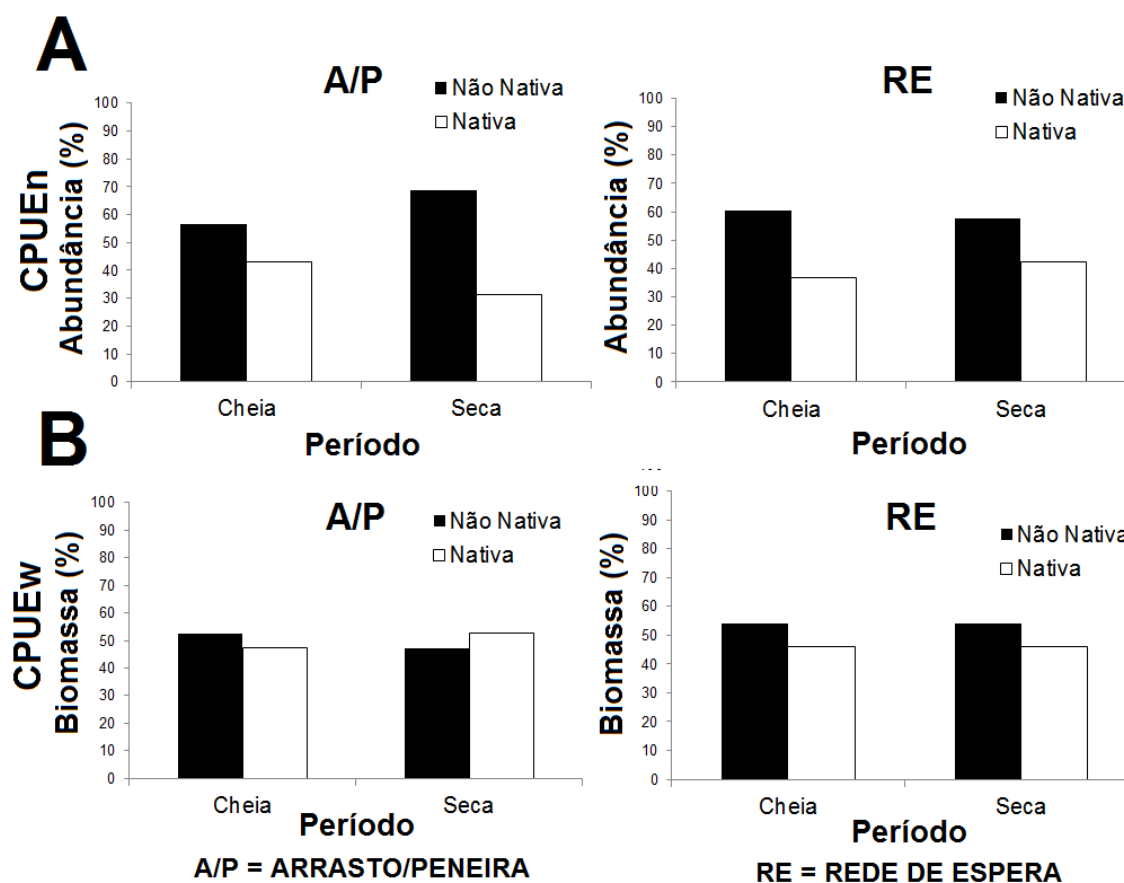 A
A/P
Não Nativa
Nativa
CPUEn
Abundância (%)
100
90
80
70
60
50
40
30
20
10
0
Cheia
Seca
Período
RE
Não Nativa
Nativa
Abundância (%)
100
90
80
70
60
50
40
30
20
10
0
Cheia
Seca
Período
B
A/P
Não Nativa
Nativa
CPUEw
Biomassa (%)
100
90
80
70
60
50
40
30
20
10
0
Cheia
Seca
Período
A/P = ARRASTO/PENEIRA
RE
Não Nativa
Nativa
Biomassa (%)
100
90
80
70
60
50
40
30
20
10
0
Cheia
Seca
Período
RE = REDE DE ESPERA